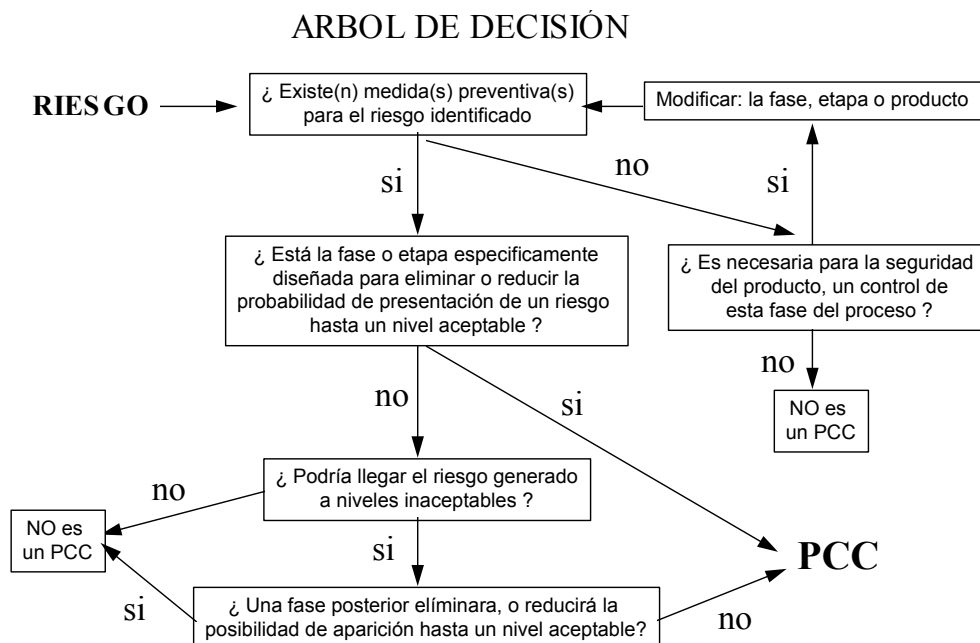 ARBOL DE DECISIÓN
RIESGO
¿ Existe(n) medida(s) preventiva(s)
para el riesgo identificado
Modificar: la fase, etapa o producto
si
no
si
¿ Está la fase o etapa especificamente
diseñada para eliminar o reducir la
probabilidad de presentación de un riesgo
hasta un nivel aceptable ?
¿ Es necesaria para la seguridad
del producto, un control de
esta fase del proceso ?
no
si
no
NO es
un PCC
¿ Podría llegar el riesgo generado
a niveles inaceptables ?
no
NO es
un PCC
si
PCC
si
¿ Una fase posterior elíminara, o reducirá la
posibilidad de aparición hasta un nivel aceptable?
no